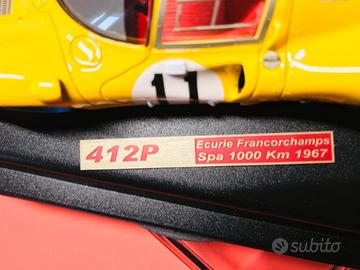 11
412P
Ecurie Francorchamps
Spa 1000 Km 1967
subito